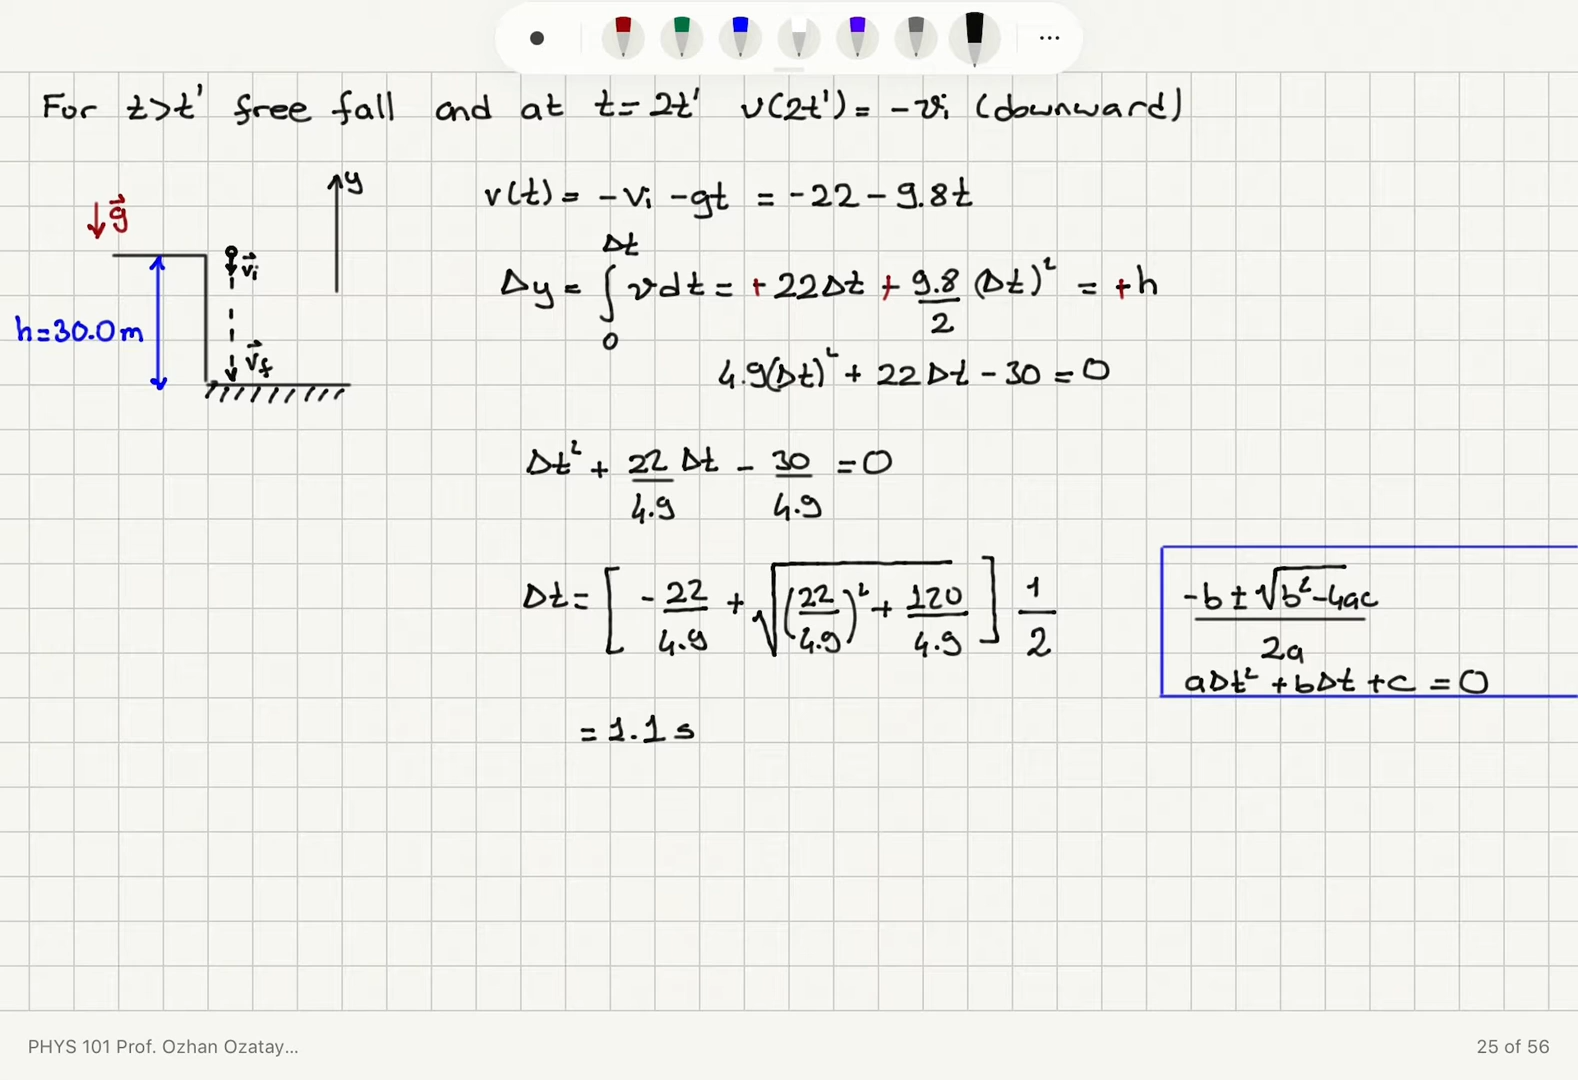 For t>t' free fall and at t=2t' v(2t')= -vi (downward)
y
g
vi
h=30.0m
vf
v(t)= -vi -gt = -22 - 9.8t
Δy = ∫₀^Δt vdt = +22Δt + 9.8/2 (Δt)² = +h
4.9(Δt)² + 22Δt - 30 = 0
Δt² + 22/4.9 Δt - 30/4.9 = 0
Δt = [ - 22/4.9 + √((22/4.9)² + 120/4.9) ] 1/2
= 1.1 s
(-b ± √(b²-4ac))/2a
aΔt² + bΔt + c = 0
PHYS 101 Prof. Ozhan Ozatay...
25 of 56